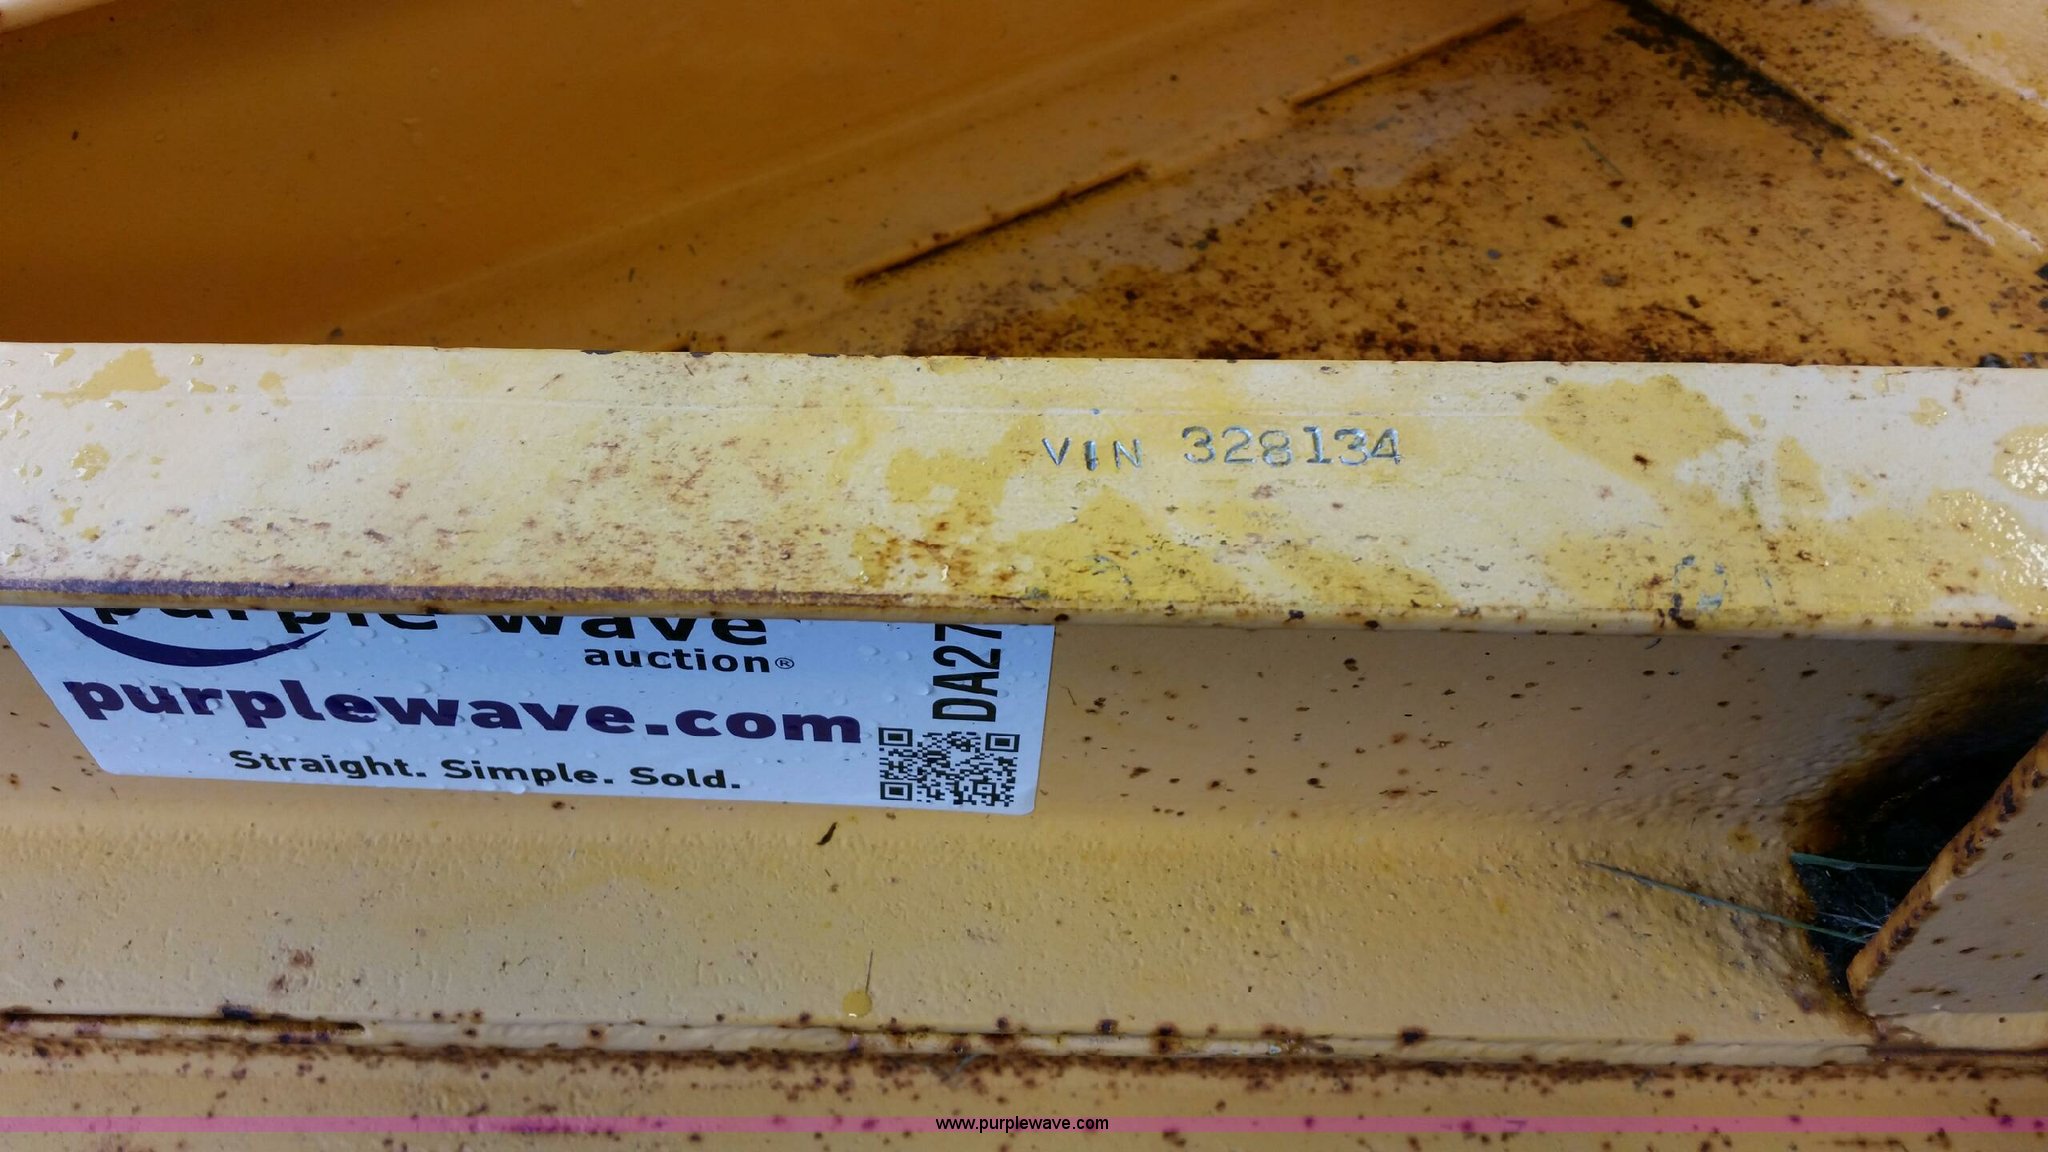 VIN 328134
purple wave
auction®
purplewave.com
Straight. Simple. Sold.
DA27
www.purplewave.com